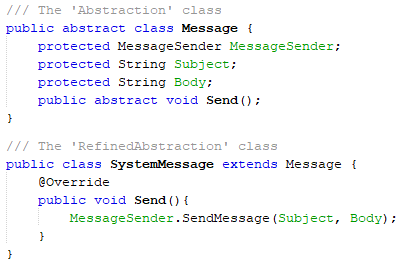 /// The 'Abstraction' class
public abstract class Message {
    protected MessageSender MessageSender;
    protected String Subject;
    protected String Body;
    public abstract void Send();
}
/// The 'RefinedAbstraction' class
public class SystemMessage extends Message {
    @Override
    public void Send(){
        MessageSender.SendMessage(Subject, Body);
    }
}